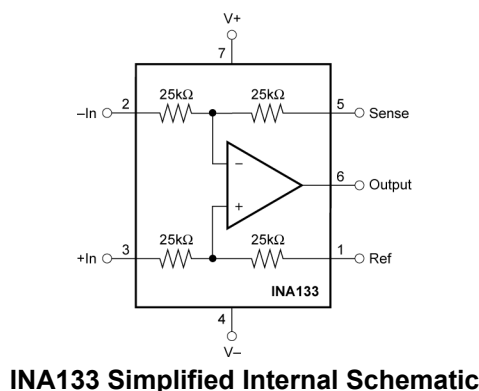 V+
7
25kΩ 25kΩ
–In 2 5 Sense
–
6 Output
+
25kΩ 25kΩ
+In 3 1 Ref
INA133
4
V–
INA133 Simplified Internal Schematic